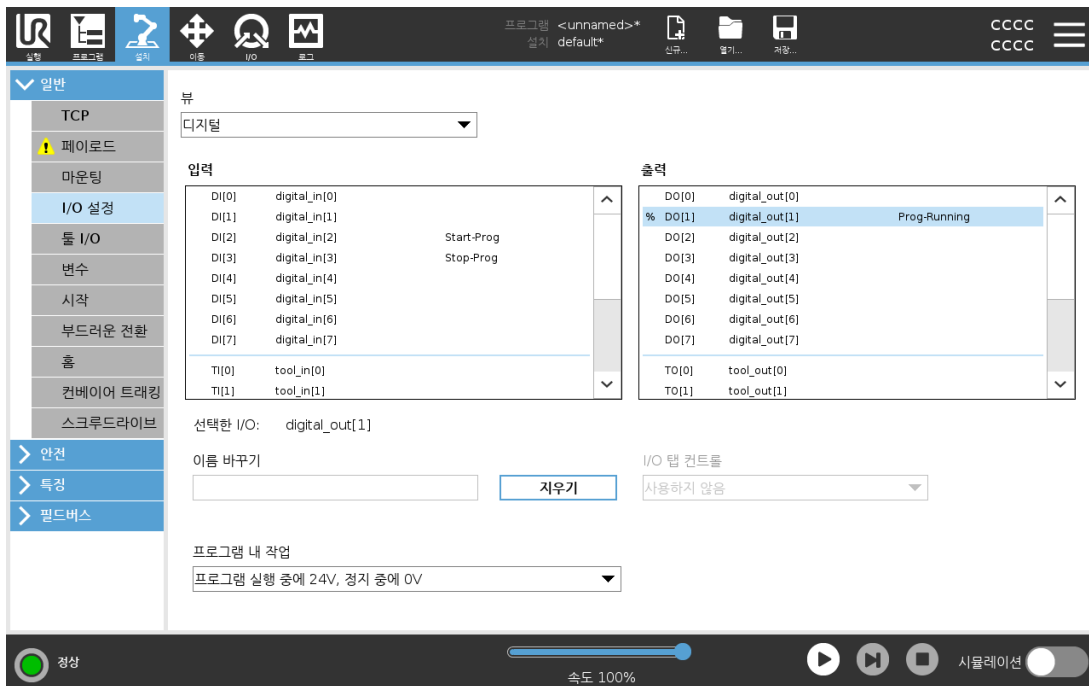 프로그램 <unnamed>*
설치 default*
CCCC
CCCC
실행 프로그램 설치 이동 I/O 로그 신규... 열기... 저장...
일반
TCP
페이로드
마운팅
I/O 설정
툴 I/O
변수
시작
부드러운 전환
홈
컨베이어 트래킹
스크루드라이브
안전
특징
필드버스
뷰
디지털
입력
DI[0] digital_in[0]
DI[1] digital_in[1]
DI[2] digital_in[2] Start-Prog
DI[3] digital_in[3] Stop-Prog
DI[4] digital_in[4]
DI[5] digital_in[5]
DI[6] digital_in[6]
DI[7] digital_in[7]
TI[0] tool_in[0]
TI[1] tool_in[1]
출력
DO[0] digital_out[0]
% DO[1] digital_out[1] Prog-Running
DO[2] digital_out[2]
DO[3] digital_out[3]
DO[4] digital_out[4]
DO[5] digital_out[5]
DO[6] digital_out[6]
DO[7] digital_out[7]
TO[0] tool_out[0]
TO[1] tool_out[1]
선택한 I/O: digital_out[1]
이름 바꾸기
지우기
I/O 탭 컨트롤
사용하지 않음
프로그램 내 작업
프로그램 실행 중에 24V, 정지 중에 0V
정상
속도 100%
시뮬레이션